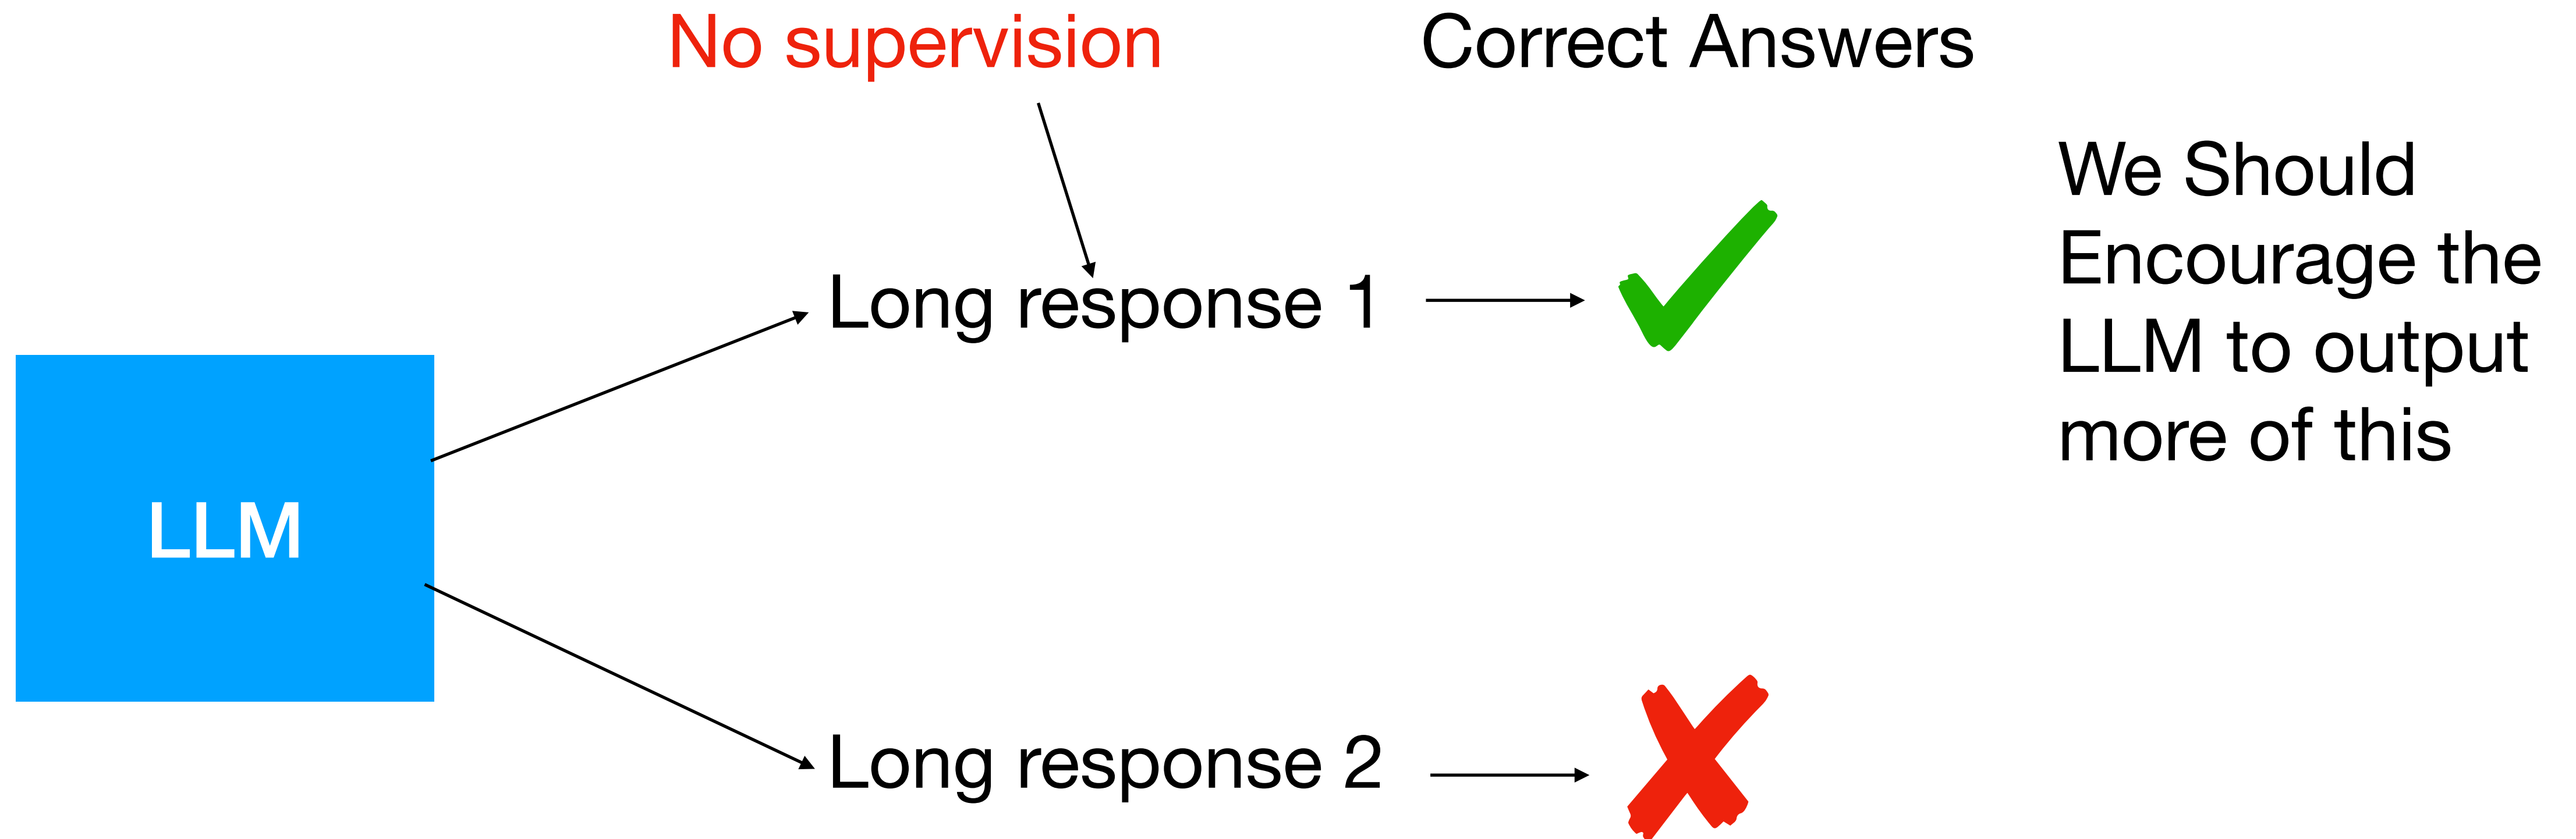 No supervision
Correct Answers
We Should
Encourage the
LLM to output
more of this
Long response 1
LLM
Long response 2